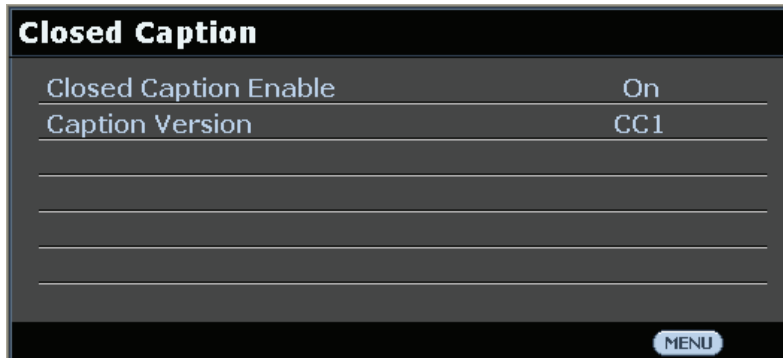 Closed Caption
Closed Caption Enable On
Caption Version CC1
MENU